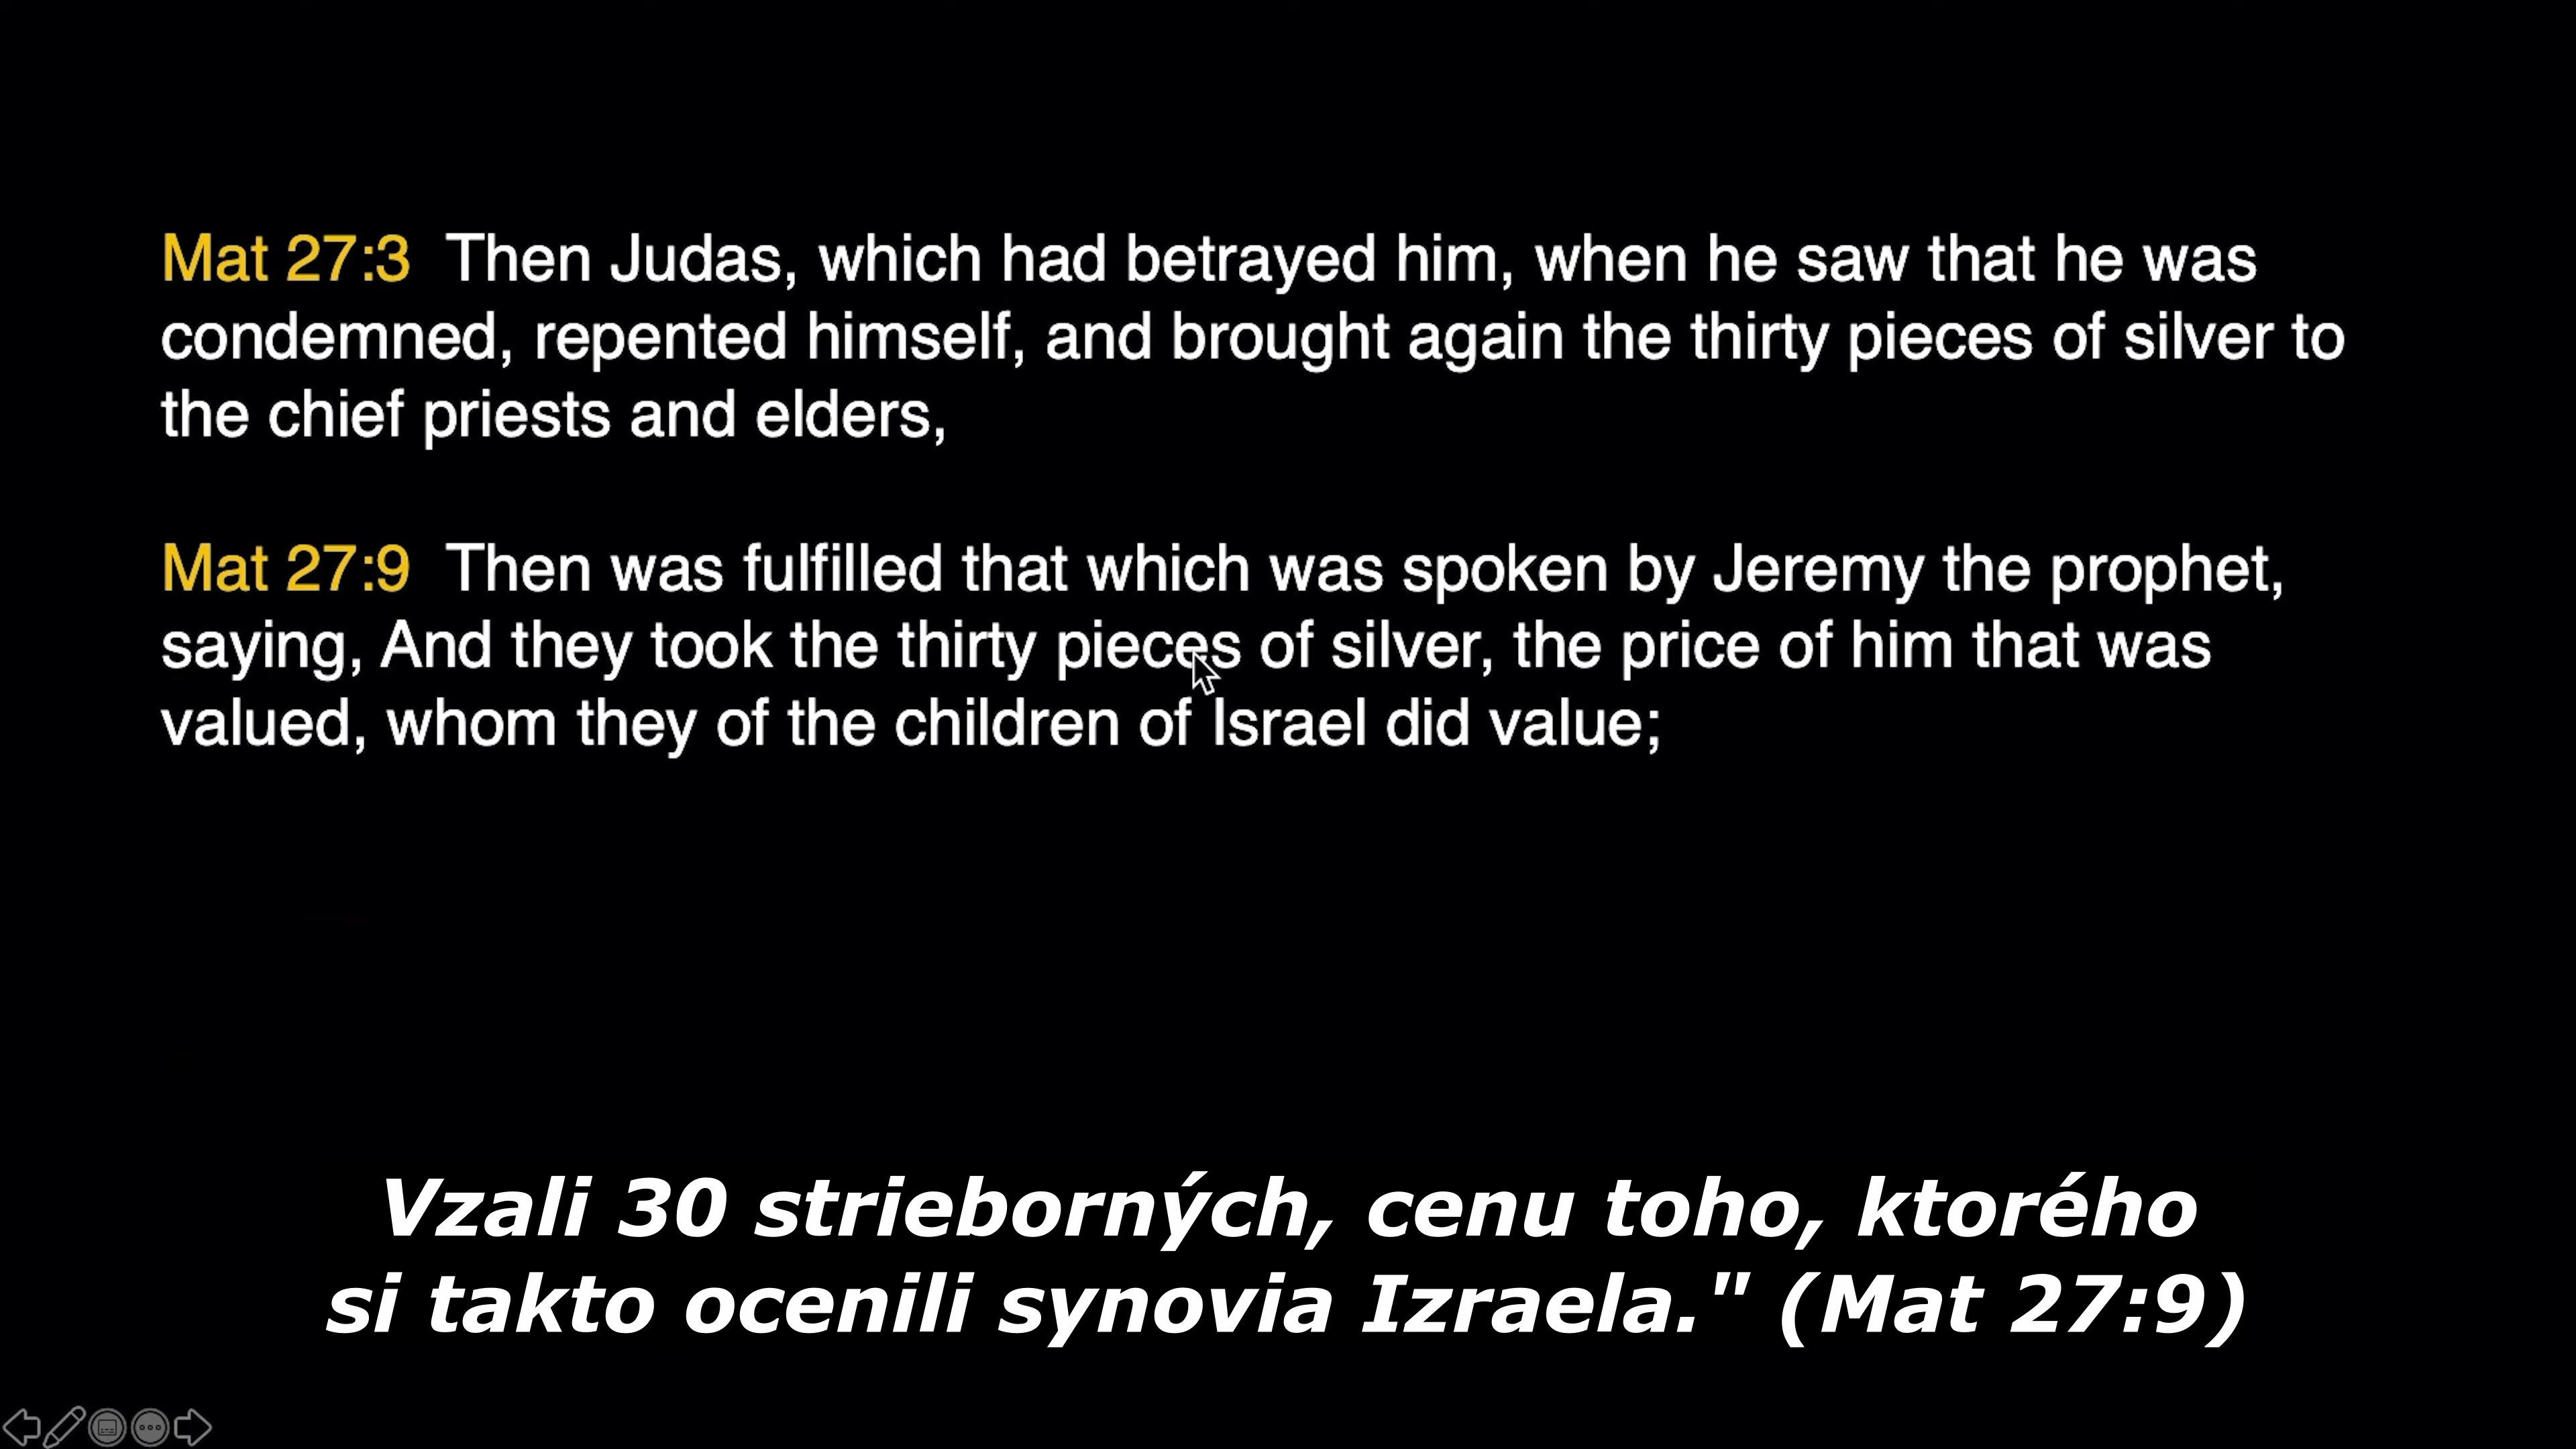 Mat 27:3 Then Judas, which had betrayed him, when he saw that he was
condemned, repented himself, and brought again the thirty pieces of silver to
the chief priests and elders,
Mat 27:9 Then was fulfilled that which was spoken by Jeremy the prophet,
saying, And they took the thirty pieces of silver, the price of him that was
valued, whom they of the children of Israel did value;
Vzali 30 strieborných, cenu toho, ktorého
si takto ocenili synovia Izraela." (Mat 27:9)